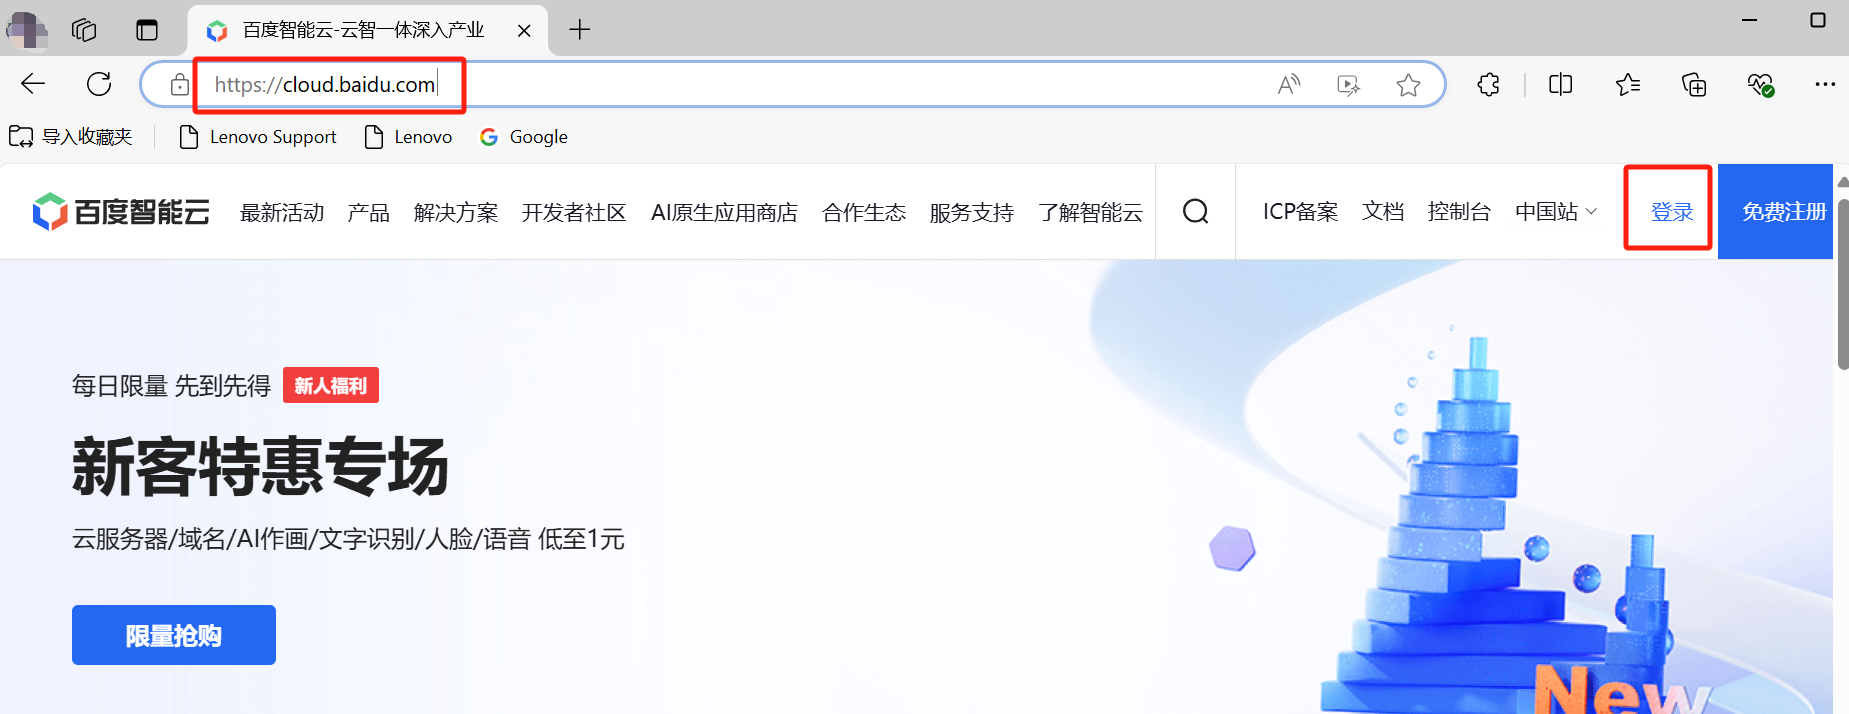 百度智能云-云智一体深入产业
https://cloud.baidu.com
导入收藏夹 Lenovo Support Lenovo Google
百度智能云 最新活动 产品 解决方案 开发者社区 AI原生应用商店 合作生态 服务支持 了解智能云 ICP备案 文档 控制台 中国站 登录 免费注册
每日限量 先到先得 新人福利
新客特惠专场
云服务器/域名/AI作画/文字识别/人脸/语音 低至1元
限量抢购
New